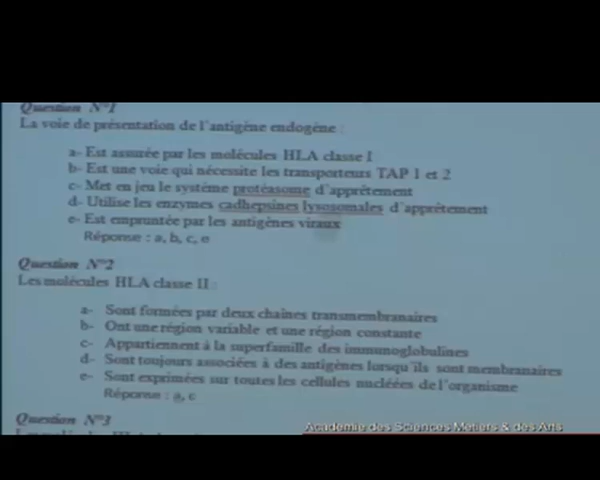 Question N°1
La voie de présentation de l'antigène endogène :
a- Est assurée par les molécules HLA classe I
b- Est une voie qui nécessite les transporteurs TAP 1 et 2
c- Met en jeu le système protéasome d'apprêtement
d- Utilise les enzymes cadhepsines lysosomales d'apprêtement
e- Est empruntée par les antigènes viraux
Réponse : a, b, c, e
Question N°2
Les molécules HLA classe II :
a- Sont formées par deux chaines transmembranaires
b- Ont une région variable et une région constante
c- Appartiennent à la superfamille des immunoglobulines
d- Sont toujours associées à des antigènes lorsqu'ils sont membranaires
e- Sont exprimées sur toutes les cellules nucléées de l'organisme
Réponse : a, c
Question N°3
HLA
Academie des Sciences Metiers & des Arts